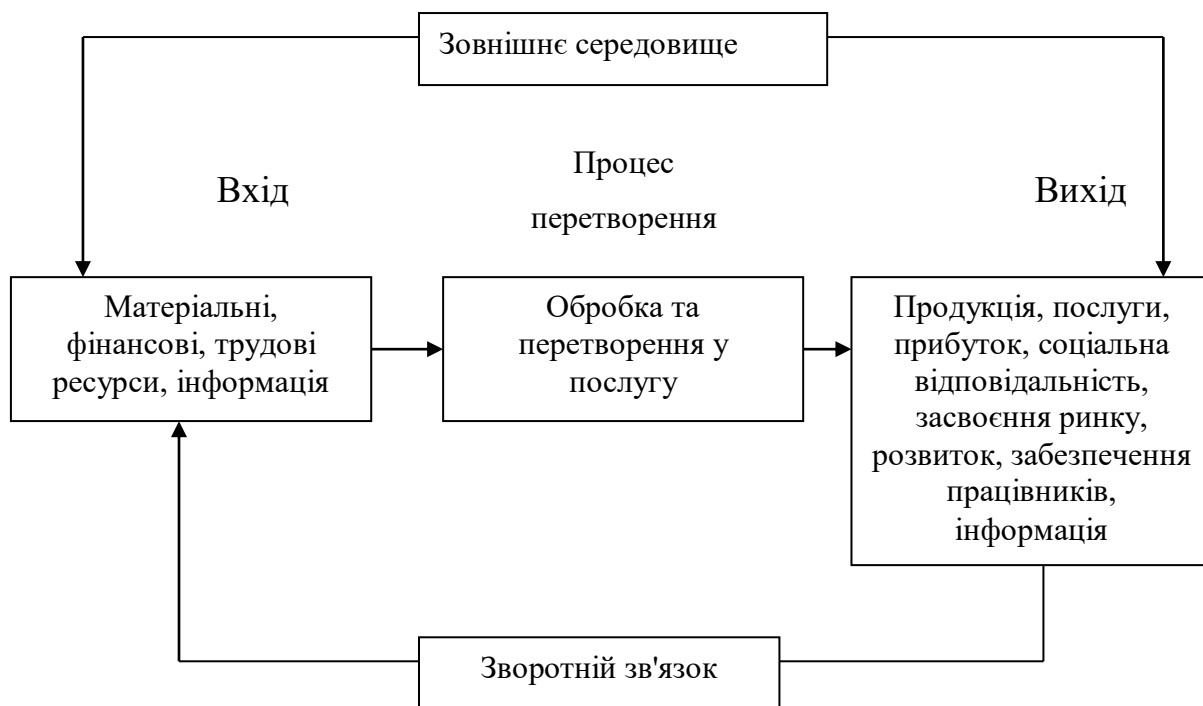 Зовнішнє середовище
Процес
перетворення
Вхід
Вихід
Матеріальні,
фінансові, трудові
ресурси, інформація
Обробка та
перетворення у
послугу
Продукція, послуги,
прибуток, соціальна
відповідальність,
засвоєння ринку,
розвиток, забезпечення
працівників,
інформація
Зворотній зв'язок